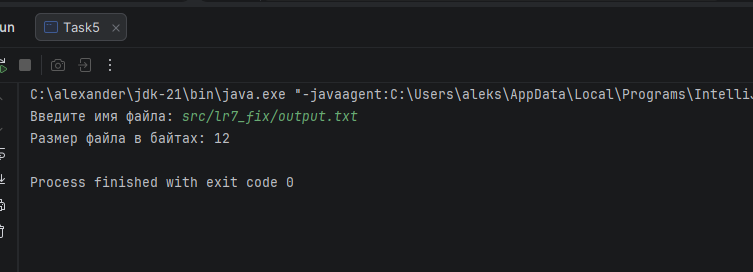 un Task5
C:\alexander\jdk-21\bin\java.exe "-javaagent:C:\Users\aleks\AppData\Local\Programs\IntelliJ
Введите имя файла: src/lr7_fix/output.txt
Размер файла в байтах: 12
Process finished with exit code 0